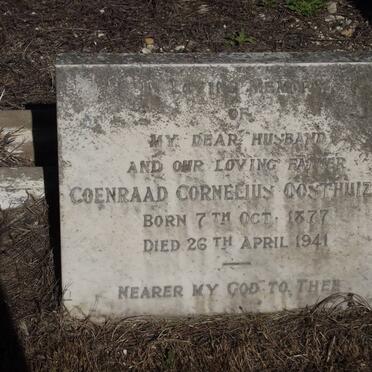 IN LOVING MEMORY
OF
MY DEAR HUSBAND
AND OUR LOVING FATHER
COENRAAD CORNELIUS OOSTHUIZ
BORN 7TH OCT. 1877
DIED 26TH APRIL 1941
NEARER MY GOD TO THEE